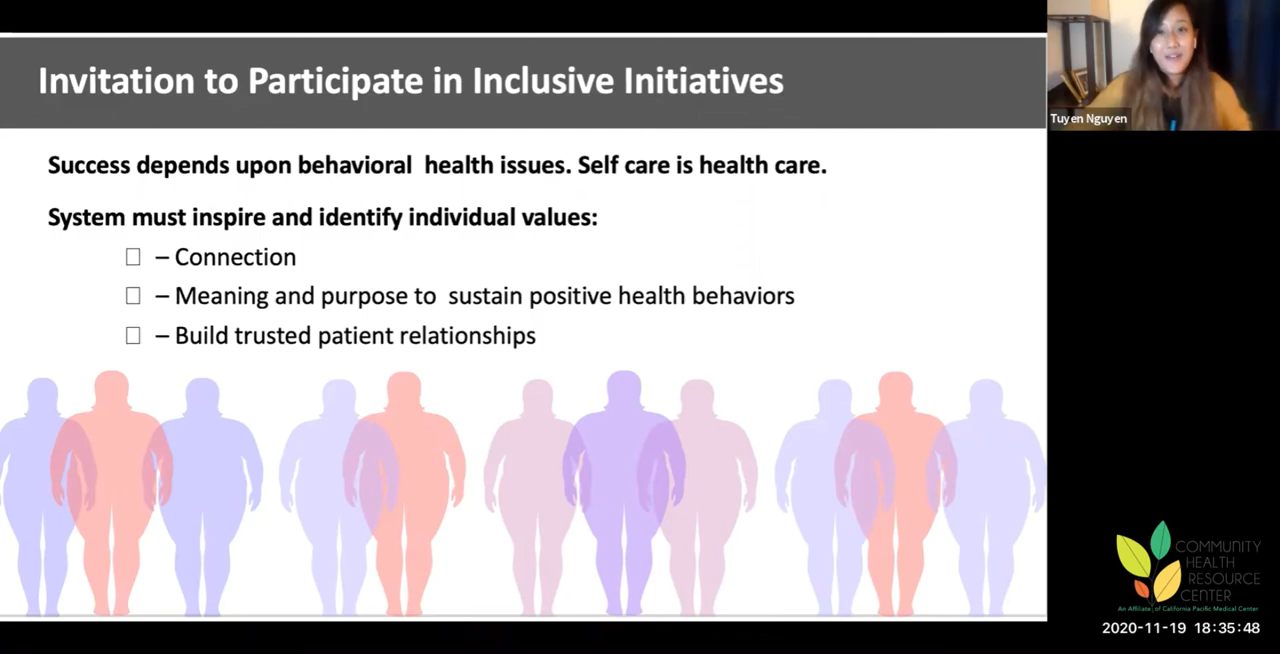 Invitation to Participate in Inclusive Initiatives
Tuyen Nguyen
Success depends upon behavioral  health issues. Self care is health care.
System must inspire and identify individual values:
– Connection
– Meaning and purpose to  sustain positive health behaviors
– Build trusted patient relationships
COMMUNITY
HEALTH
RESOURCE
CENTER
An Affiliate of California Pacific Medical Center
2020-11-19 18:35:48